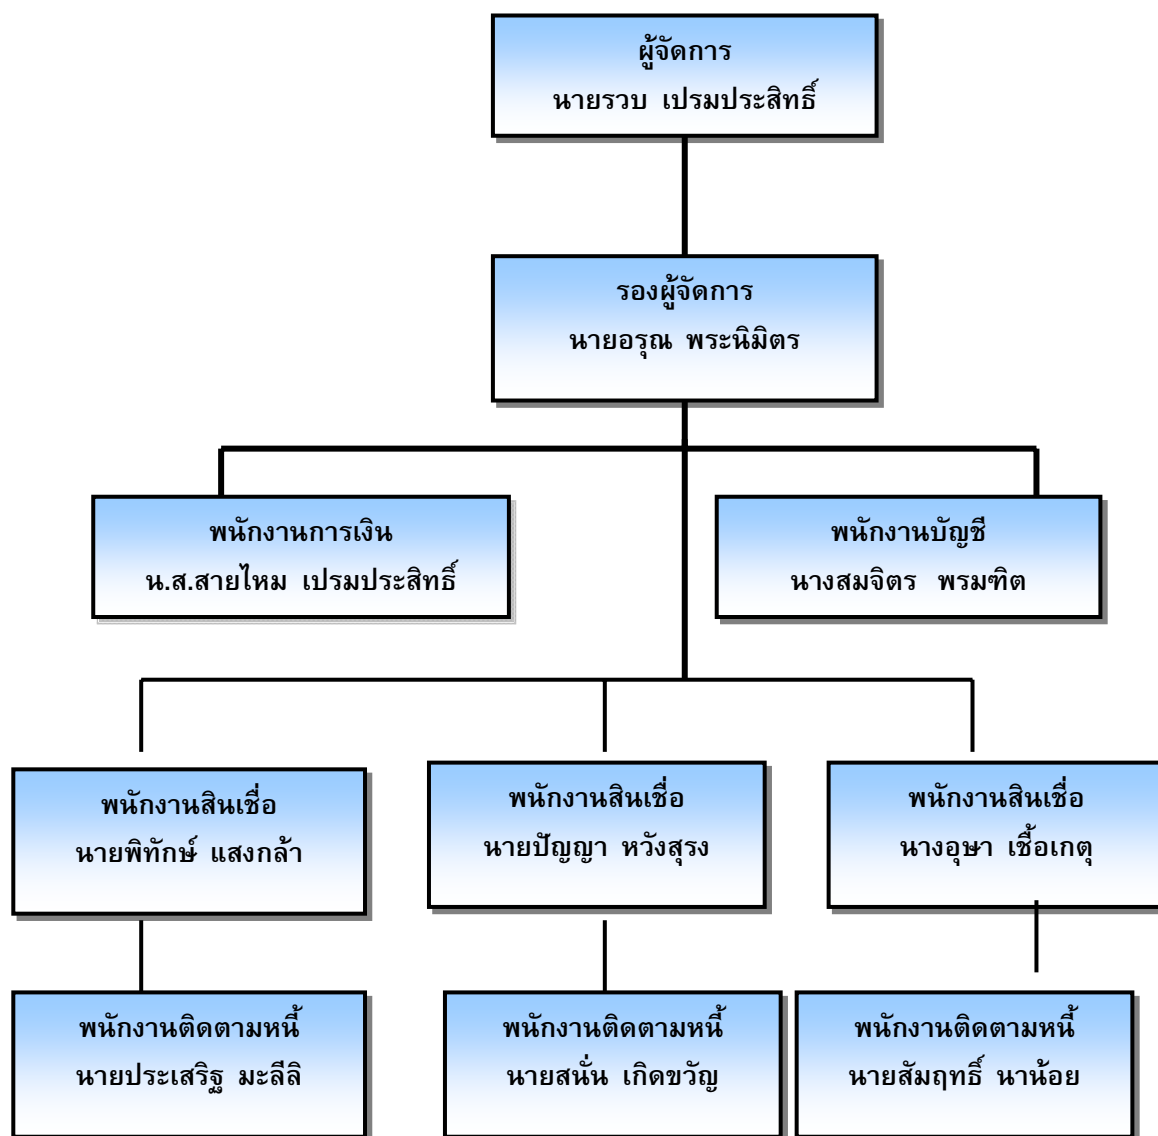 ผู้จัดการ
นายรวบ เปรมประสิทธิ์
รองผู้จัดการ
นายอรุณ พระนิมิตร
พนักงานการเงิน
น.ส.สายไหม เปรมประสิทธิ์
พนักงานบัญชี
นางสมจิตร พรมฑิต
พนักงานสินเชื่อ
นายพิทักษ์ แสงกล้า
พนักงานสินเชื่อ
นายปัญญา หวังสุรง
พนักงานสินเชื่อ
นางอุษา เชื้อเกตุ
พนักงานติดตามหนี้
นายประเสริฐ มะลีลิ
พนักงานติดตามหนี้
นายสนั่น เกิดขวัญ
พนักงานติดตามหนี้
นายสัมฤทธิ์ นาน้อย